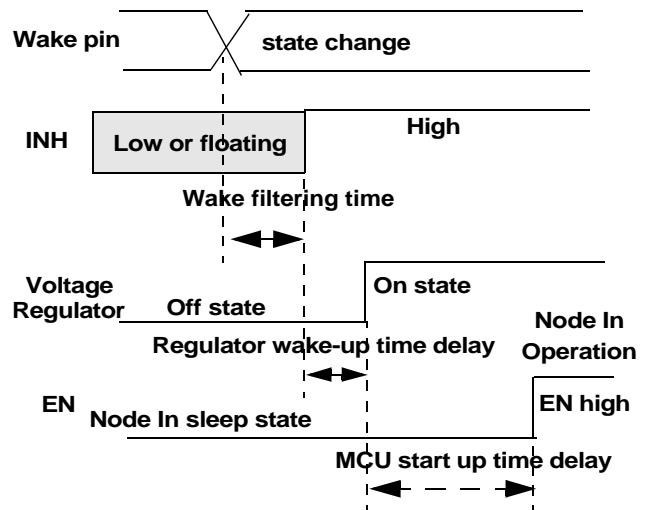 Wake pin
state change
INH
Low or floating
High
Wake filtering time
Voltage
Regulator
Off state
On state
Regulator wake-up time delay
Node In
Operation
EN
Node In sleep state
EN high
MCU start up time delay